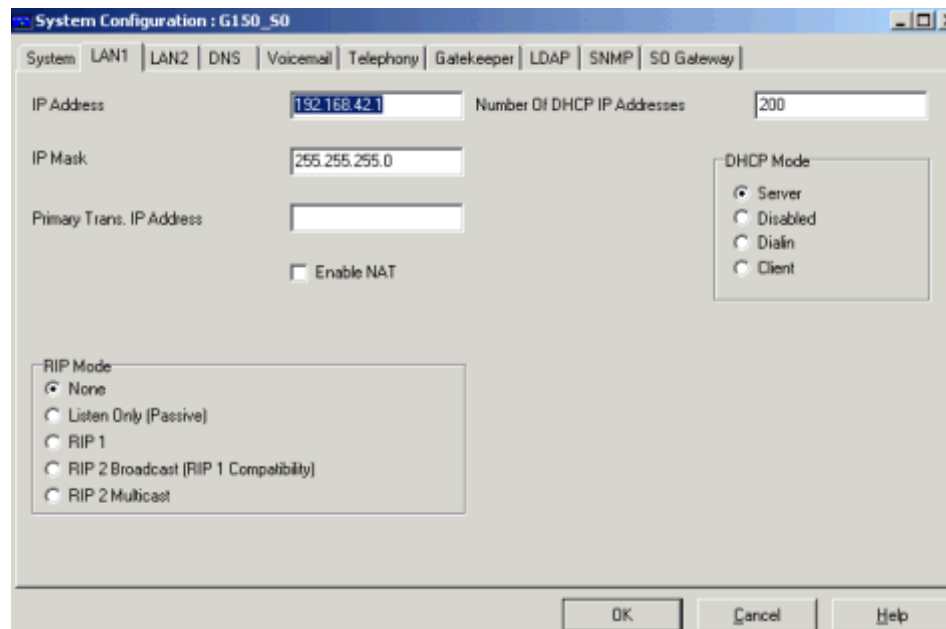 System Configuration : G150_S0
System LAN1 LAN2 DNS Voicemail Telephony Gatekeeper LDAP SNMP SO Gateway
IP Address 192.168.42.1 Number Of DHCP IP Addresses 200
IP Mask 255.255.255.0
DHCP Mode
Server
Disabled
Dialin
Client
Primary Trans. IP Address
Enable NAT
RIP Mode
None
Listen Only (Passive)
RIP 1
RIP 2 Broadcast (RIP 1 Compatibility)
RIP 2 Multicast
OK Cancel Help